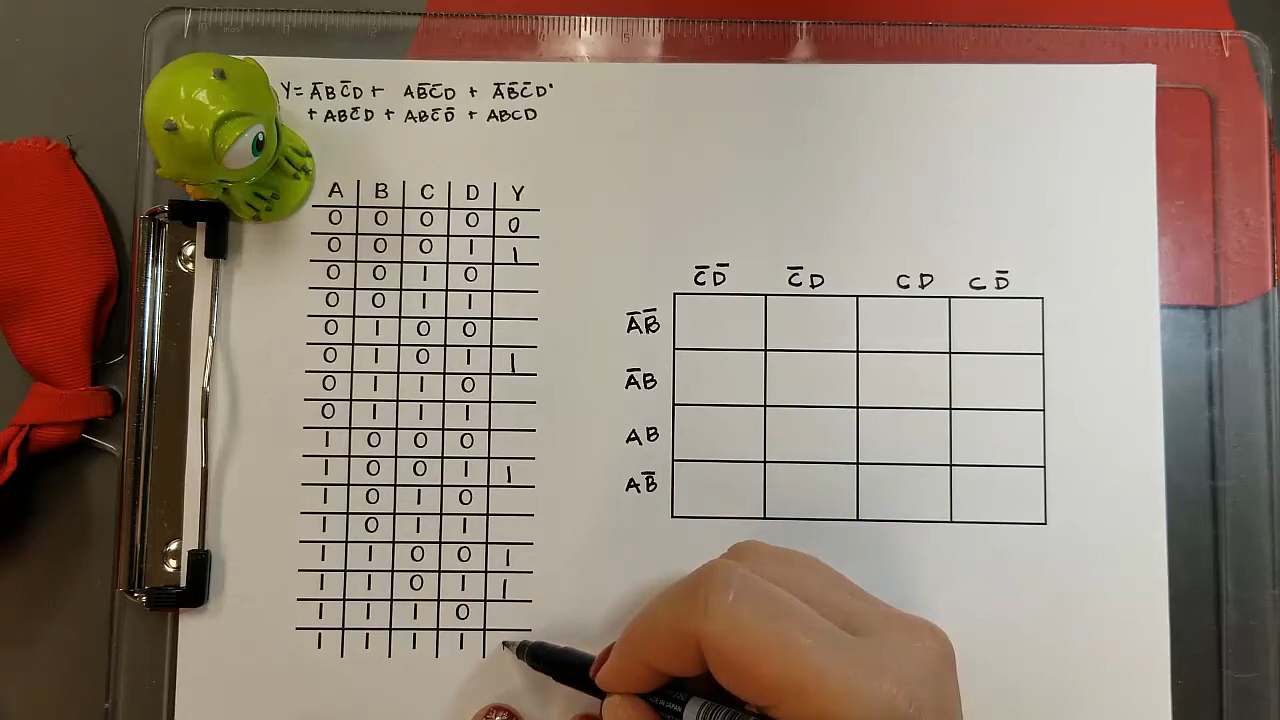 Y = A̅BC̅D + AB̅C̅D + A̅B̅C̅D
+ ABC̅D + ABC̅D̅ + ABCD
A B C D Y
0 0 0 0 0
0 0 0 1 1
0 0 1 0
0 0 1 1
0 1 0 0
0 1 0 1 1
0 1 1 0
0 1 1 1
1 0 0 0
1 0 0 1 1
1 0 1 0
1 0 1 1
1 1 0 0 1
1 1 0 1 1
1 1 1 0
1 1 1 1
C̅D̅ C̅D CD CD̅
A̅B̅
A̅B
AB
AB̅
MADE IN JAPAN